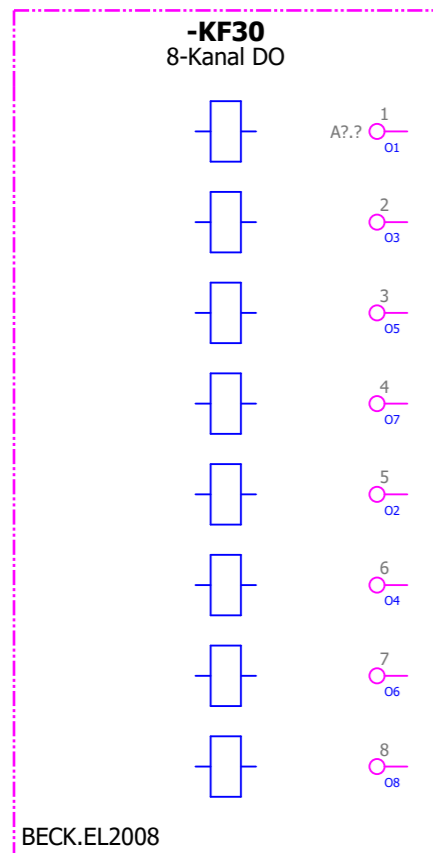 -KF30
8-Kanal DO
1
A?.?
O1
2
O3
3
O5
4
O7
5
O2
6
O4
7
O6
8
O8
BECK.EL2008